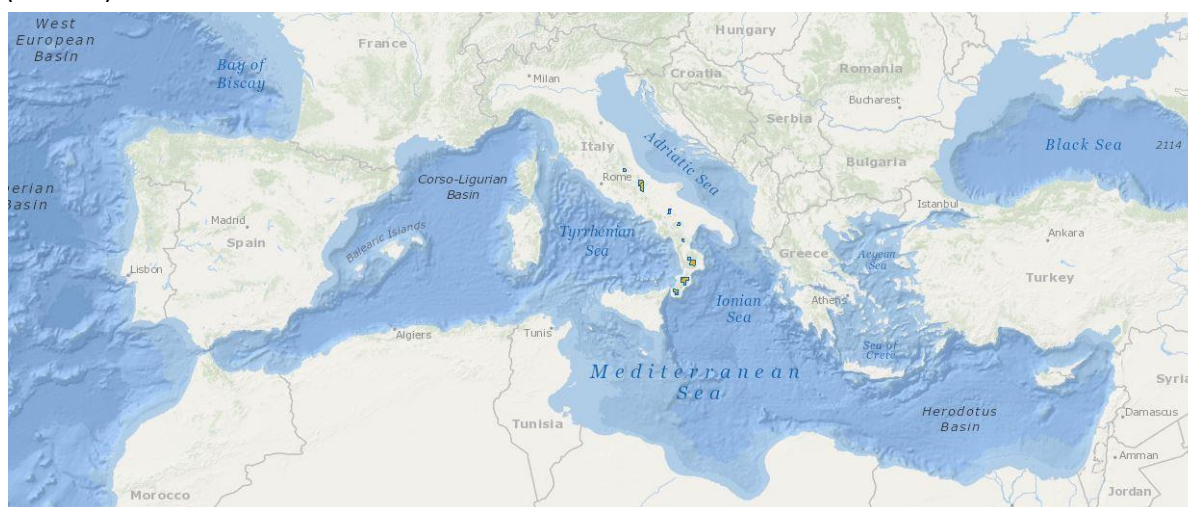 West
European
Basin
Bay of
Biscay
France
Hungary
Milan
Croatia
Romania
Bucharest
Serbia
Italy
Adriatic Sea
Bulgaria
Black Sea
2114
Corso-Ligurian
Basin
Rome
Istanbul
Basin
Madrid
Spain
Balearic Islands
Tyrrhenian
Sea
Ankara
Greece
Aegean
Sea
Turkey
Lisbon
Ionian
Sea
Athens
Algiers
Tunis
Sea of
Crete
Mediterranean
Sea
Herodotus
Basin
Tunisia
Damascus
Amman
Morocco
Jordan